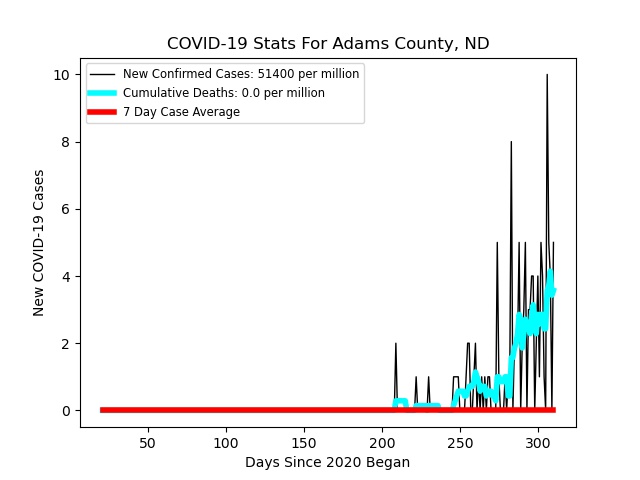 COVID-19 Stats For Adams County, ND
New Confirmed Cases: 51400 per million
Cumulative Deaths: 0.0 per million
7 Day Case Average
New COVID-19 Cases
10
8
6
4
2
0
50 100 150 200 250 300
Days Since 2020 Began